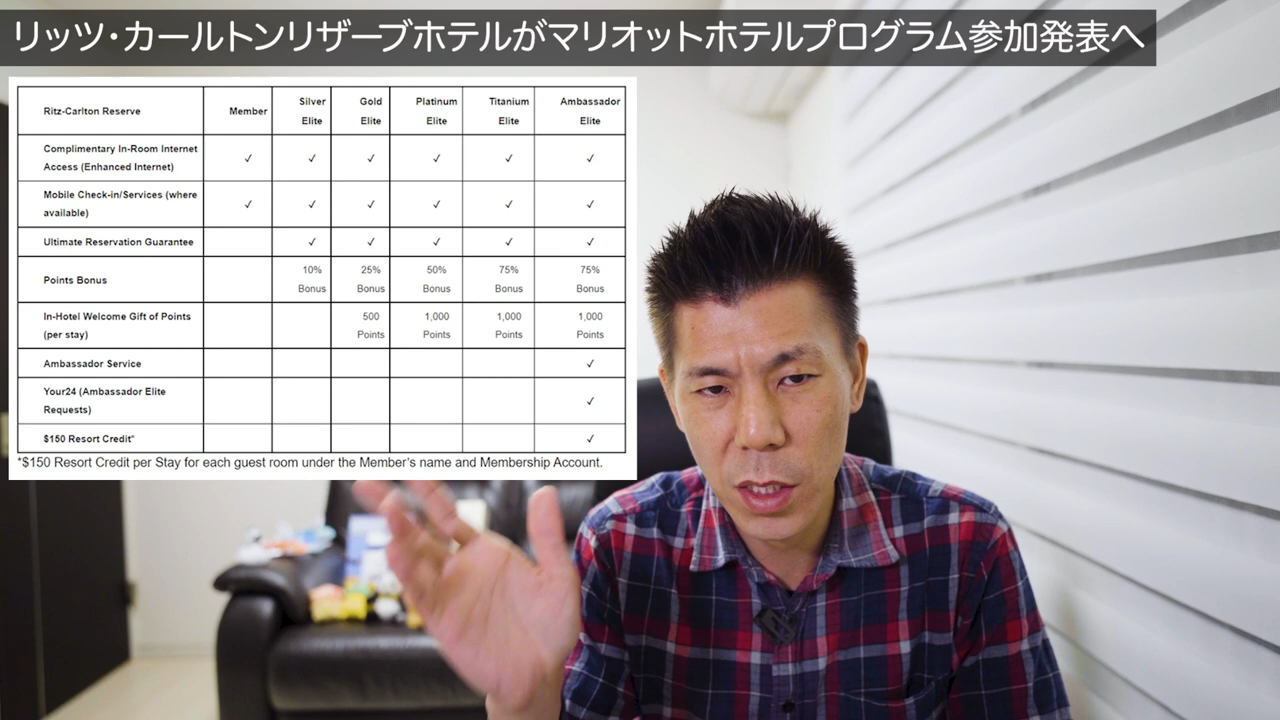 リッツ・カールトンリザーブホテルがマリオットホテルプログラム参加発表へ
Ritz-Carlton Reserve Member Silver Elite Gold Elite Platinum Elite Titanium Elite Ambassador Elite
Complimentary In-Room Internet Access (Enhanced Internet) ✓ ✓ ✓ ✓ ✓ ✓
Mobile Check-in/Services (where available) ✓ ✓ ✓ ✓ ✓ ✓
Ultimate Reservation Guarantee ✓ ✓ ✓ ✓ ✓
Points Bonus 10% Bonus 25% Bonus 50% Bonus 75% Bonus 75% Bonus
In-Hotel Welcome Gift of Points (per stay) 500 Points 1,000 Points 1,000 Points 1,000 Points
Ambassador Service ✓
Your24 (Ambassador Elite Requests) ✓
$150 Resort Credit* ✓
*$150 Resort Credit per Stay for each guest room under the Member's name and Membership Account.